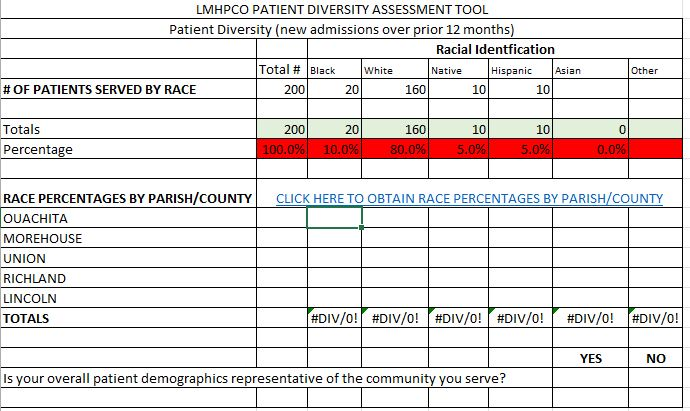 LMHPCO PATIENT DIVERSITY ASSESSMENT TOOL
Patient Diversity (new admissions over prior 12 months)
Racial Identfication
Total # Black White Native Hispanic Asian Other
# OF PATIENTS SERVED BY RACE 200 20 160 10 10
Totals 200 20 160 10 10 0
Percentage 100.0% 10.0% 80.0% 5.0% 5.0% 0.0%
RACE PERCENTAGES BY PARISH/COUNTY CLICK HERE TO OBTAIN RACE PERCENTAGES BY PARISH/COUNTY
OUACHITA
MOREHOUSE
UNION
RICHLAND
LINCOLN
TOTALS #DIV/0! #DIV/0! #DIV/0! #DIV/0! #DIV/0! #DIV/0!
YES NO
Is your overall patient demographics representative of the community you serve?